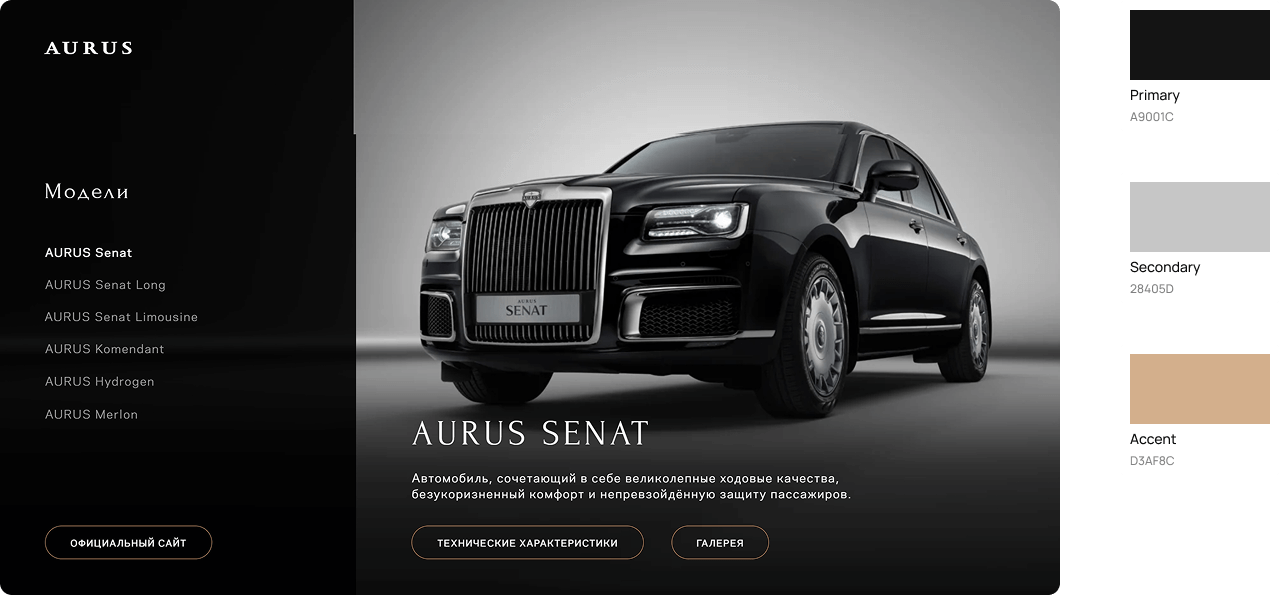 AURUS
Модели
AURUS Senat
AURUS Senat Long
AURUS Senat Limousine
AURUS Komendant
AURUS Hydrogen
AURUS Merlon
ОФИЦИАЛЬНЫЙ САЙТ
AURUS
SENAT
AURUS SENAT
Автомобиль, сочетающий в себе великолепные ходовые качества,
безукоризненный комфорт и непревзойдённую защиту пассажиров.
ТЕХНИЧЕСКИЕ ХАРАКТЕРИСТИКИ
ГАЛЕРЕЯ
Primary
A9001C
Secondary
28405D
Accent
D3AF8C